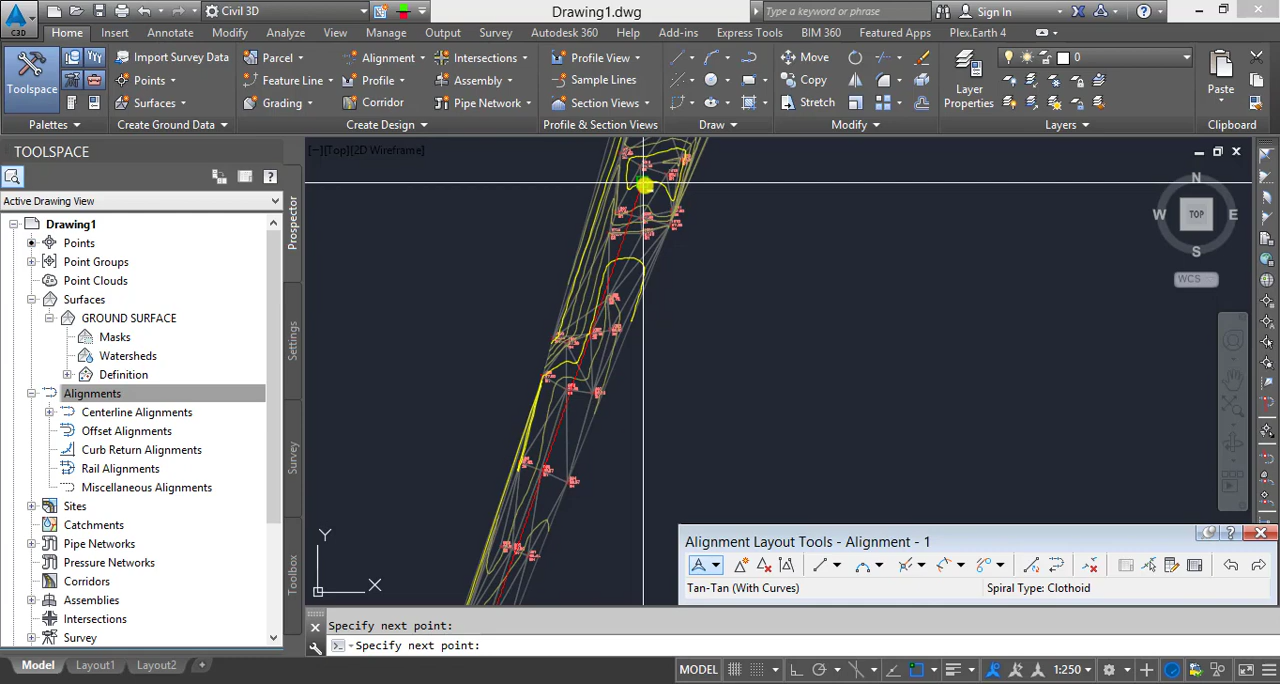 Civil 3D
Drawing1.dwg
Type a keyword or phrase
Sign In
C3D
Home Insert Annotate Modify Analyze View Manage Output Survey Autodesk 360 Help Add-ins Express Tools BIM 360 Featured Apps Plex.Earth 4
Toolspace
Import Survey Data
Points
Surfaces
Parcel
Feature Line
Grading
Alignment
Profile
Corridor
Intersections
Assembly
Pipe Network
Profile View
Sample Lines
Section Views
Move
Copy
Stretch
Layer
Properties
0
Paste
Palettes
Create Ground Data
Create Design
Profile & Section Views
Draw
Modify
Layers
Clipboard
TOOLSPACE
Active Drawing View
Drawing1
Points
Point Groups
Point Clouds
Surfaces
GROUND SURFACE
Masks
Watersheds
Definition
Alignments
Centerline Alignments
Offset Alignments
Curb Return Alignments
Rail Alignments
Miscellaneous Alignments
Sites
Catchments
Pipe Networks
Pressure Networks
Corridors
Assemblies
Intersections
Survey
Prospector
Settings
Survey
Toolbox
[−][Top][2D Wireframe]
N
W TOP E
S
WCS
Y
X
Alignment Layout Tools - Alignment - 1
Tan-Tan (With Curves)
Spiral Type: Clothoid
Specify next point:
Specify next point:
Model Layout1 Layout2 +
MODEL
1:250